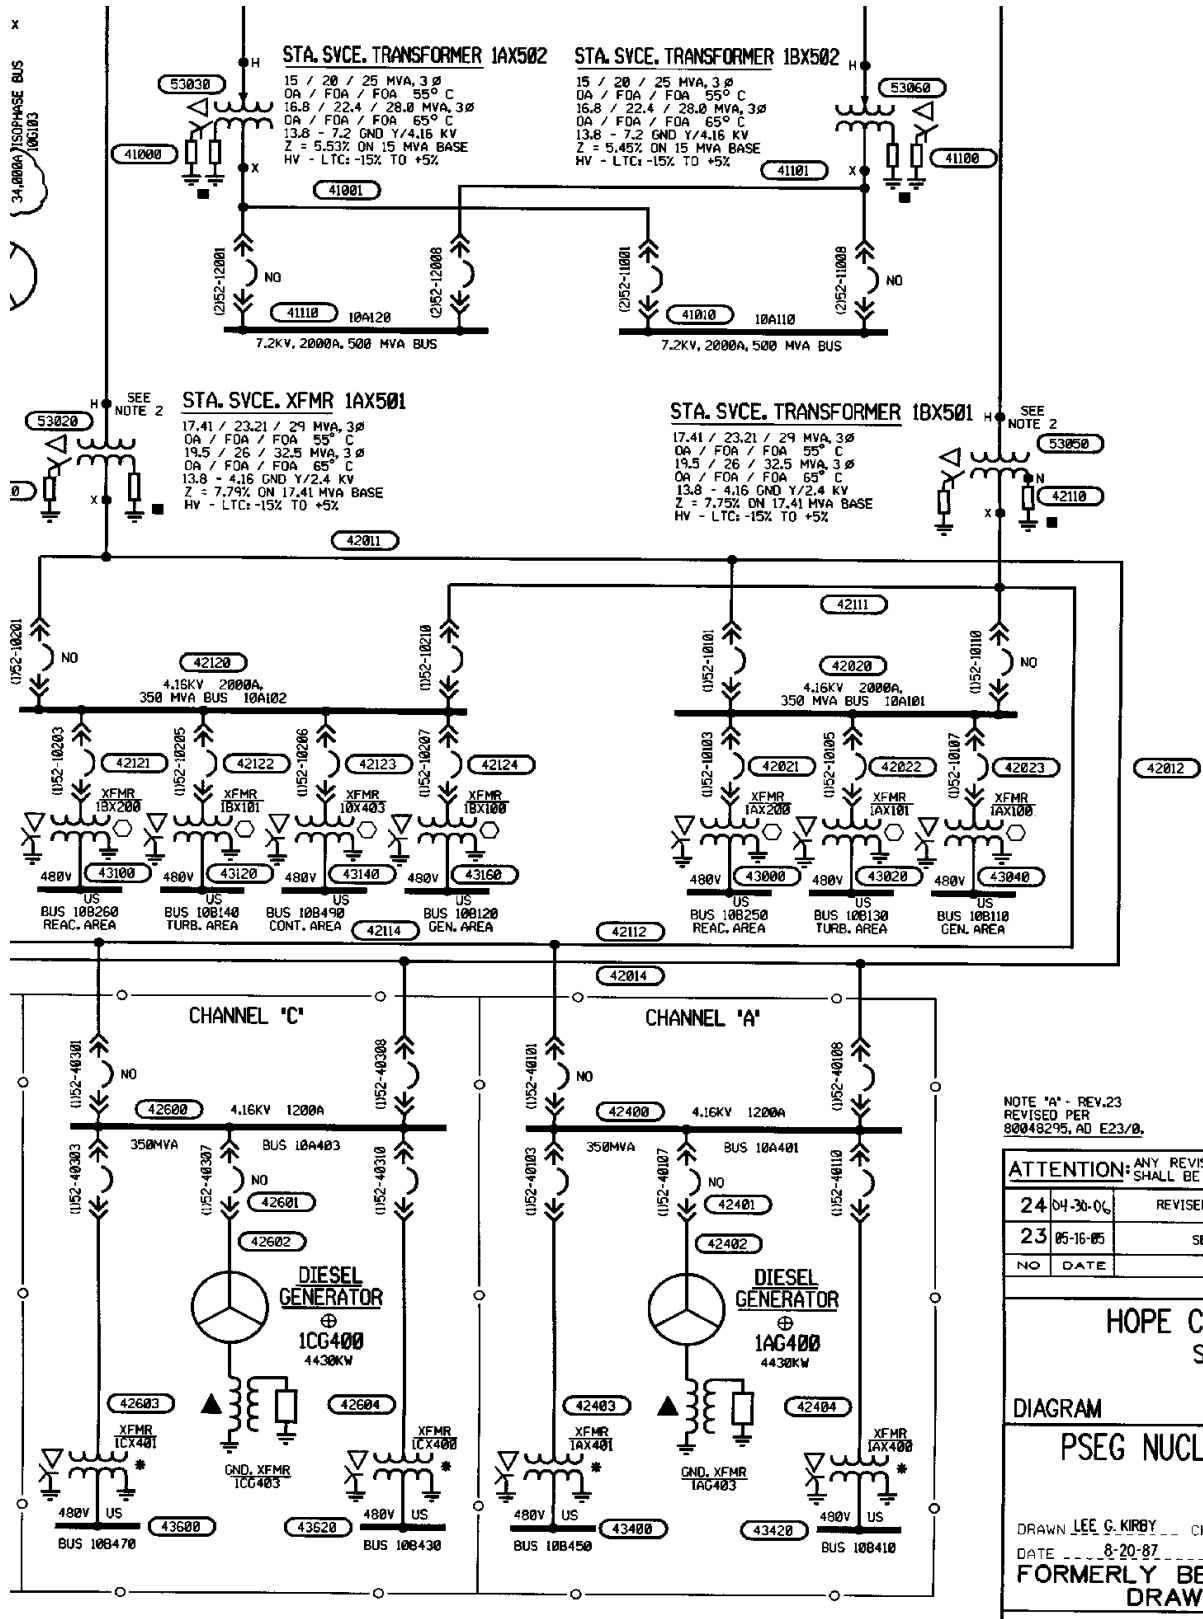 X
34,000A ISOPHASE BUS
10G103
STA. SVCE. TRANSFORMER 1AX502
15 / 20 / 25 MVA, 3Ø
OA / FOA / FOA 55° C
16.8 / 22.4 / 28.0 MVA, 3Ø
OA / FOA / FOA 65° C
13.8 - 7.2 GND Y/4.16 KV
Z = 5.53% ON 15 MVA BASE
HV - LTC: -15% TO +5%
STA. SVCE. TRANSFORMER 1BX502
15 / 20 / 25 MVA, 3Ø
OA / FOA / FOA 55° C
16.8 / 22.4 / 28.0 MVA, 3Ø
OA / FOA / FOA 65° C
13.8 - 7.2 GND Y/4.16 KV
Z = 5.45% ON 15 MVA BASE
HV - LTC: -15% TO +5%
H
H
53030
53060
41000
41100
X
X
41001
41101
(2)52-12001
NO
(2)52-12008
(2)52-11001
(2)52-11008
NO
41110
10A120
41010
10A110
7.2KV, 2000A, 500 MVA BUS
7.2KV, 2000A, 500 MVA BUS
H
SEE
NOTE 2
53020
STA. SVCE. XFMR 1AX501
17.41 / 23.21 / 29 MVA, 3Ø
OA / FOA / FOA 55° C
19.5 / 26 / 32.5 MVA, 3Ø
OA / FOA / FOA 65° C
13.8 - 4.16 GND Y/2.4 KV
Z = 7.79% ON 17.41 MVA BASE
HV - LTC: -15% TO +5%
X
STA. SVCE. TRANSFORMER 1BX501
17.41 / 23.21 / 29 MVA, 3Ø
OA / FOA / FOA 55° C
19.5 / 26 / 32.5 MVA, 3Ø
OA / FOA / FOA 65° C
13.8 - 4.16 GND Y/2.4 KV
Z = 7.75% ON 17.41 MVA BASE
HV - LTC: -15% TO +5%
H
SEE
NOTE 2
53050
N
42110
X
42011
42111
(1)52-10201
NO
(1)52-10210
(1)52-10101
(1)52-10110
NO
42120
4.16KV 2000A,
350 MVA BUS 10A102
42020
4.16KV 2000A,
350 MVA BUS 10A101
(1)52-10203
42121
(1)52-10205
42122
(1)52-10206
42123
(1)52-10207
42124
(1)52-10103
42021
(1)52-10105
42022
(1)52-10107
42023
42012
XFMR
1BX200
XFMR
1BX101
XFMR
10X403
XFMR
1BX100
XFMR
1AX200
XFMR
1AX101
XFMR
1AX100
480V
43100
480V
43120
480V
43140
480V
43160
480V
43000
480V
43020
480V
43040
US
BUS 10B260
REAC. AREA
US
BUS 10B140
TURB. AREA
US
BUS 10B490
CONT. AREA
US
BUS 10B120
GEN. AREA
US
BUS 10B250
REAC. AREA
US
BUS 10B130
TURB. AREA
US
BUS 10B110
GEN. AREA
42114
42112
42014
CHANNEL "C"
CHANNEL "A"
(1)52-40301
NO
(1)52-40308
(1)52-40101
NO
(1)52-40108
42600
4.16KV 1200A
42400
4.16KV 1200A
350MVA
BUS 10A403
350MVA
BUS 10A401
(1)52-40303
(1)52-40307
NO
(1)52-40310
(1)52-40103
(1)52-40107
NO
(1)52-40110
42601
42602
42401
42402
DIESEL
GENERATOR
1CG400
4430KW
DIESEL
GENERATOR
1AG400
4430KW
42603
42604
42403
42404
XFMR
1CX401
XFMR
1CX400
*
XFMR
1AX401
XFMR
1AX400
*
*
*
GND. XFMR
1CG403
GND. XFMR
1AG403
480V US
43600
43620
480V US
480V US
43400
43420
480V US
BUS 10B470
BUS 10B430
BUS 10B450
BUS 10B410
NOTE "A" - REV.23
REVISED PER
80048295, AD E23/0.
ATTENTION: ANY REVIS
SHALL BE
24 04-30-06 REVISE
23 05-16-05 SE
NO DATE
HOPE C
S
DIAGRAM
PSEG NUCL
DRAWN LEE G. KIRBY
DATE 8-20-87
FORMERLY BE
DRAW